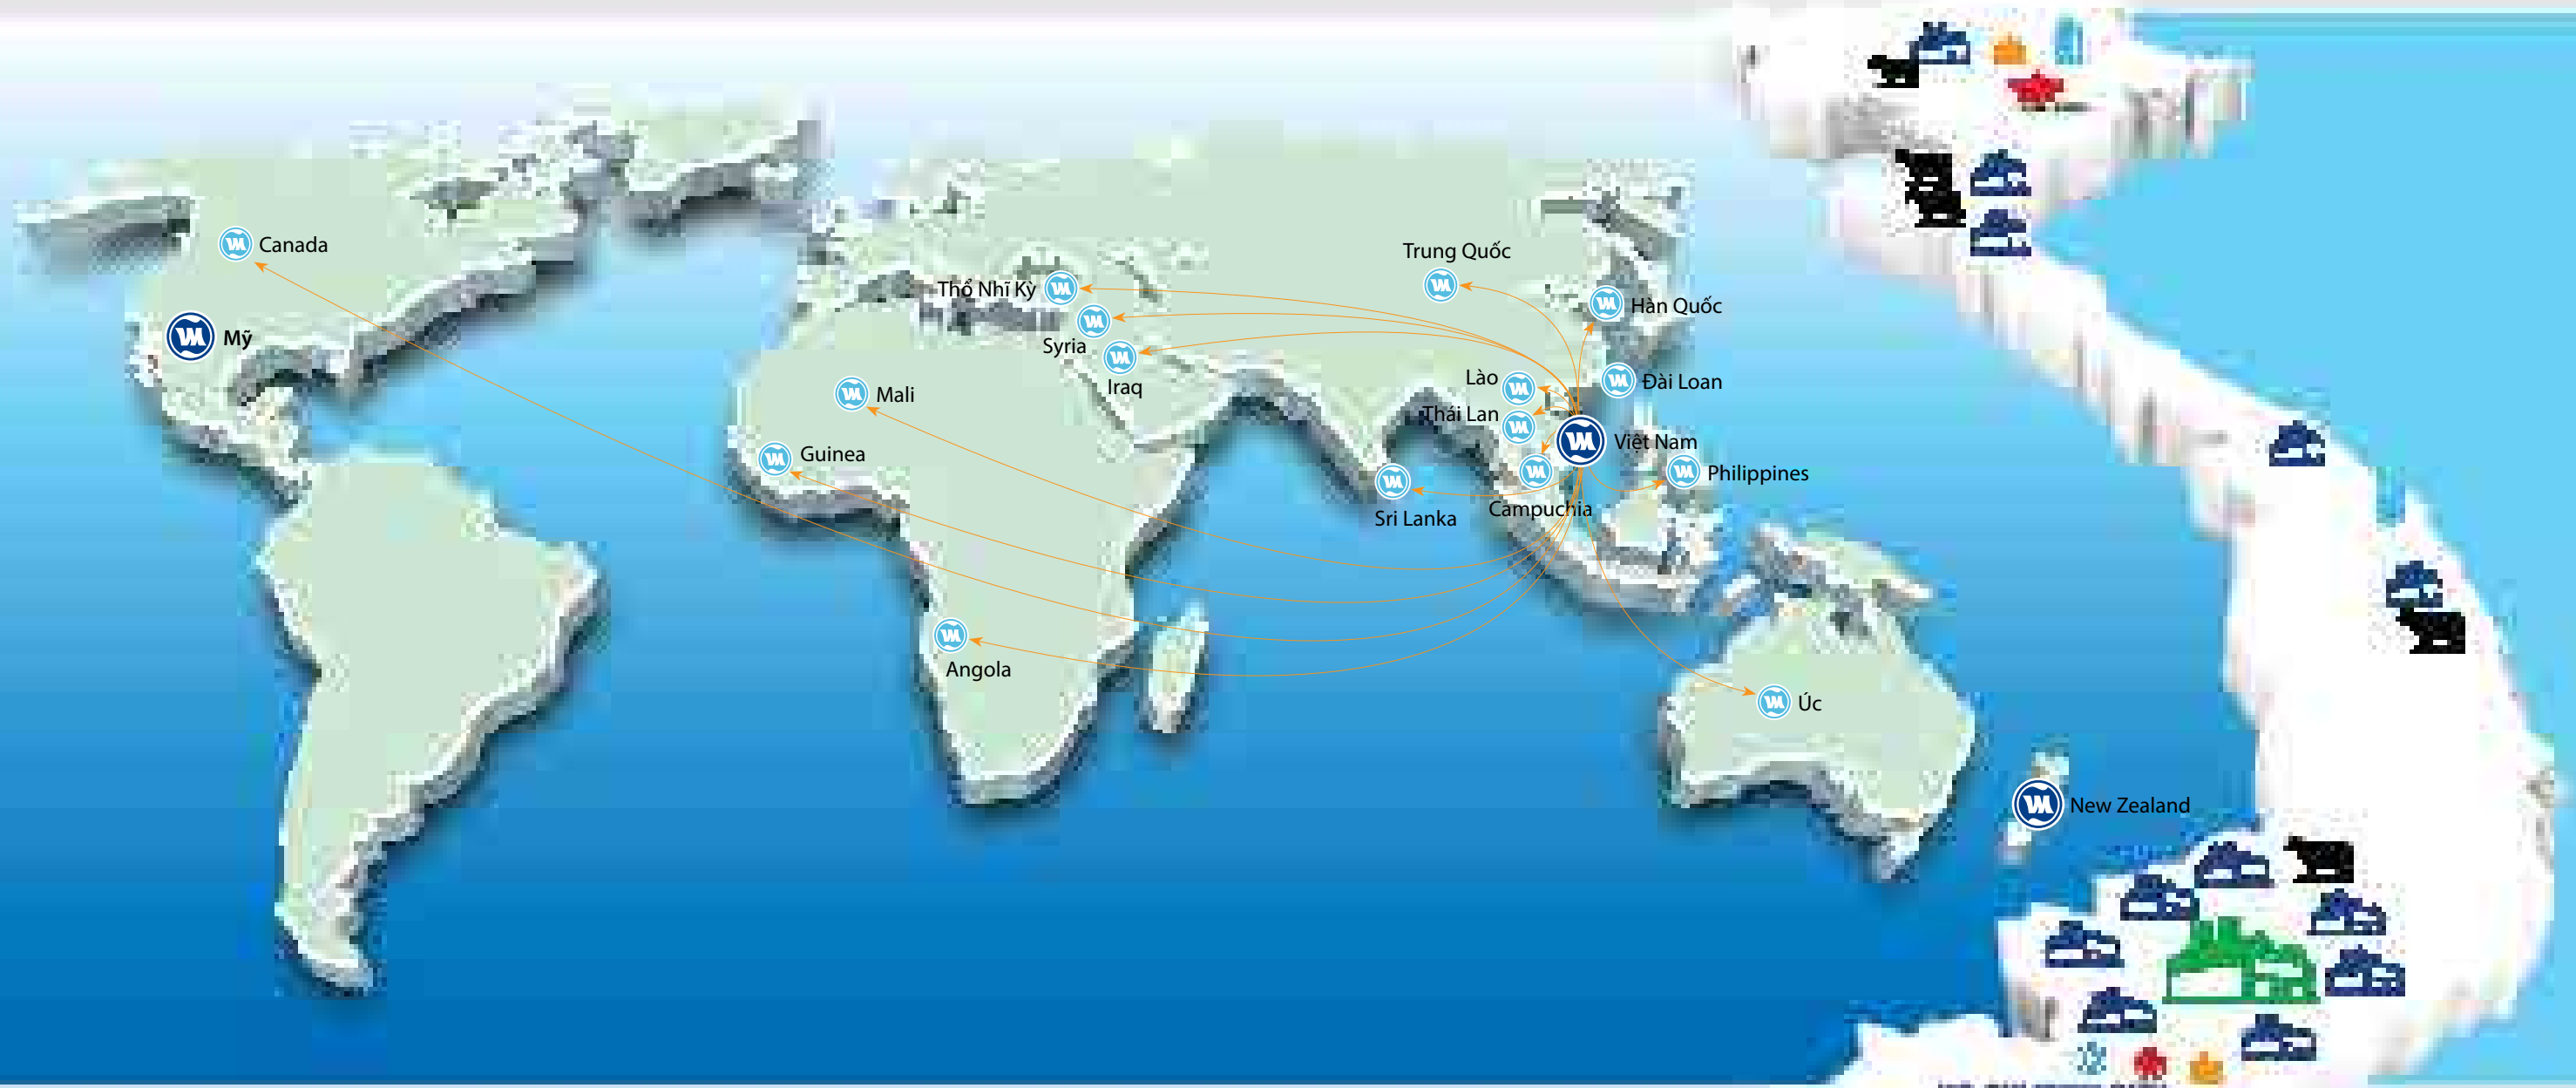 Canada
Mỹ
Thổ Nhĩ Kỳ
Syria
Iraq
Mali
Guinea
Angola
Trung Quốc
Hàn Quốc
Lào
Đài Loan
Thái Lan
Việt Nam
Philippines
Sri Lanka
Campuchia
Úc
New Zealand